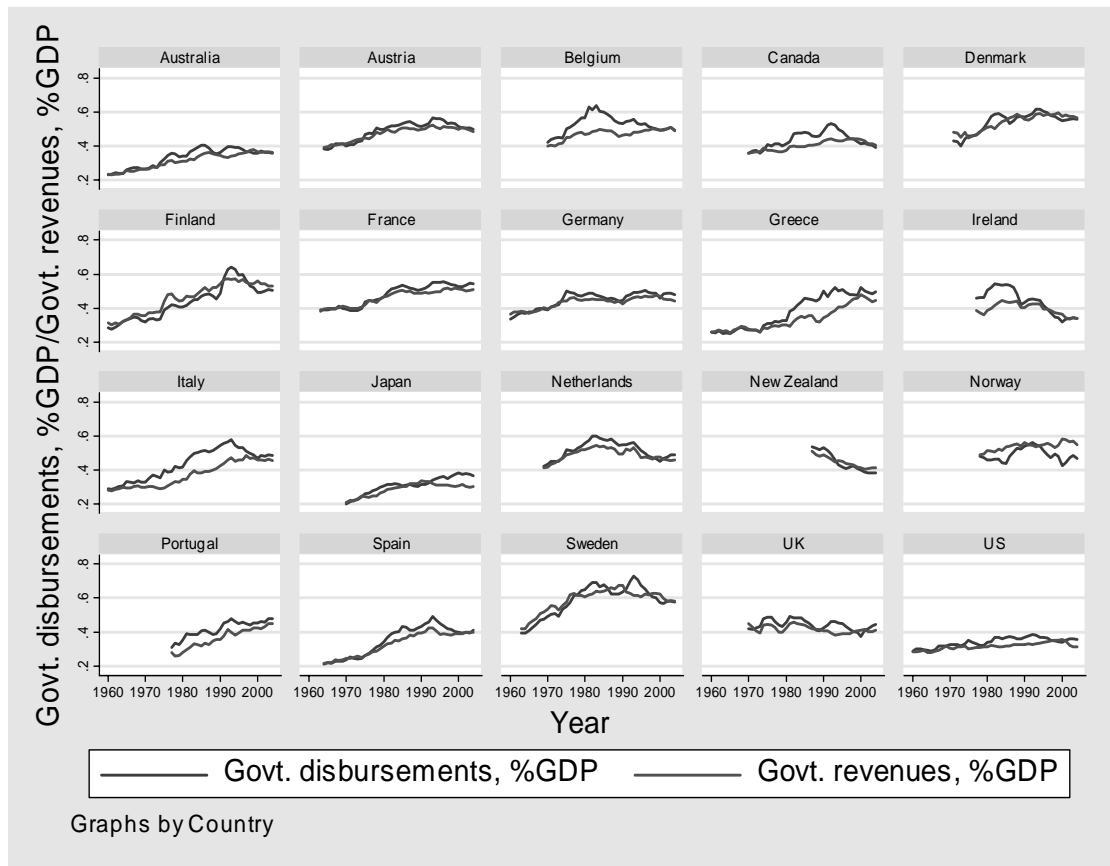 Govt. disbursements, %GDP/Govt. revenues, %GDP
Australia Austria Belgium Canada Denmark
.8
.6
.4
.2
Finland France Germany Greece Ireland
.8
.6
.4
.2
Italy Japan Netherlands New Zealand Norway
.8
.6
.4
.2
Portugal Spain Sweden UK US
.8
.6
.4
.2
1960 1970 1980 1990 2000 1960 1970 1980 1990 2000 1960 1970 1980 1990 2000 1960 1970 1980 1990 2000 1960 1970 1980 1990 2000
Year
Govt. disbursements, %GDP Govt. revenues, %GDP
Graphs by Country